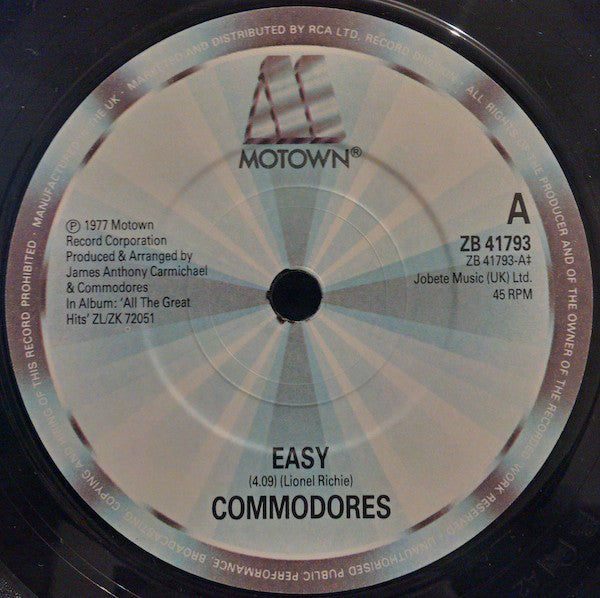 MOTOWN®
A
ZB 41793
ZB 41793-A‡
Jobete Music (UK) Ltd.
45 RPM
℗ 1977 Motown
Record Corporation
Produced & Arranged by
James Anthony Carmichael
& Commodores
In Album: 'All The Great
Hits' ZL/ZK 72051
EASY
(4.09) (Lionel Richie)
COMMODORES
MANUFACTURED IN THE UK · MARKETED AND DISTRIBUTED BY RCA LTD. RECORD DIVISION. ALL RIGHTS OF THE PRODUCER AND OF THE OWNER OF THE RECORDED WORK RESERVED · UNAUTHORISED PUBLIC PERFORMANCE, BROADCASTING, COPYING AND HIRING OF THIS RECORD PROHIBITED ·